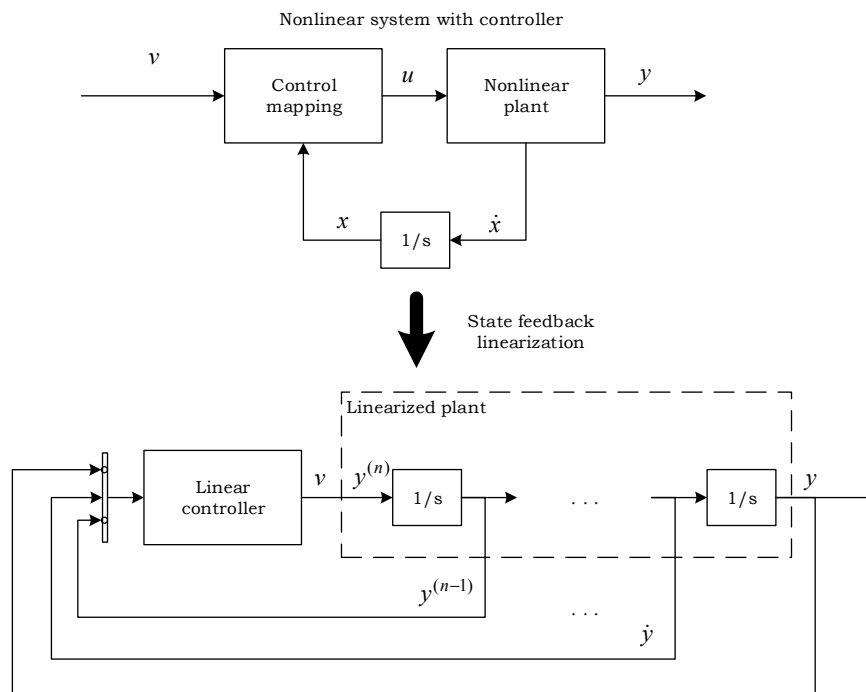 Nonlinear system with controller
v
Control
mapping
u
Nonlinear
plant
y
x
1/s
ẋ
State feedback
linearization
Linearized plant
Linear
controller
v
y⁽ⁿ⁾
1/s
. . .
1/s
y
y⁽ⁿ⁻¹⁾
. . .
ẏ